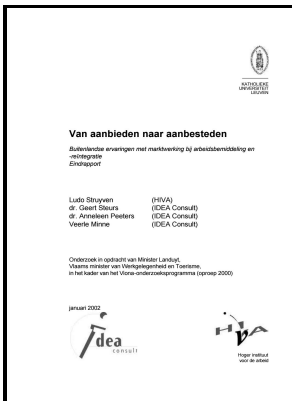 KATHOLIEKE
UNIVERSITEIT
LEUVEN
Van aanbieden naar aanbesteden
Buitenlandse ervaringen met marktwerking bij arbeidsbemiddeling en
-reïntegratie
Eindrapport
Ludo Struyven (HIVA)
dr. Geert Steurs (IDEA Consult)
dr. Anneleen Peeters (IDEA Consult)
Veerle Minne (IDEA Consult)
Onderzoek in opdracht van Minister Landuyt,
Vlaams minister van Werkgelegenheid en Toerisme,
in het kader van het Viona-onderzoeksprogramma (oproep 2000)
januari 2002
idea
consult
HIVA
Hoger instituut
voor de arbeid